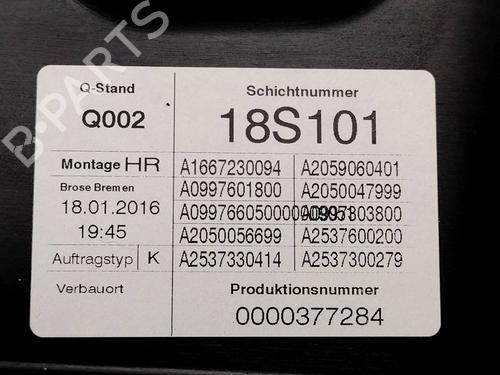 B-PARTS
Q-Stand
Q002
Schichtnummer
18S101
Montage HR
A1667230094 A2059060401
Brose Bremen
A0997601800 A2050047999
18.01.2016
19:45
A2050056699 A2537600200
Auftragstyp K
A2537330414 A2537300279
Verbauort
Produktionsnummer
0000377284